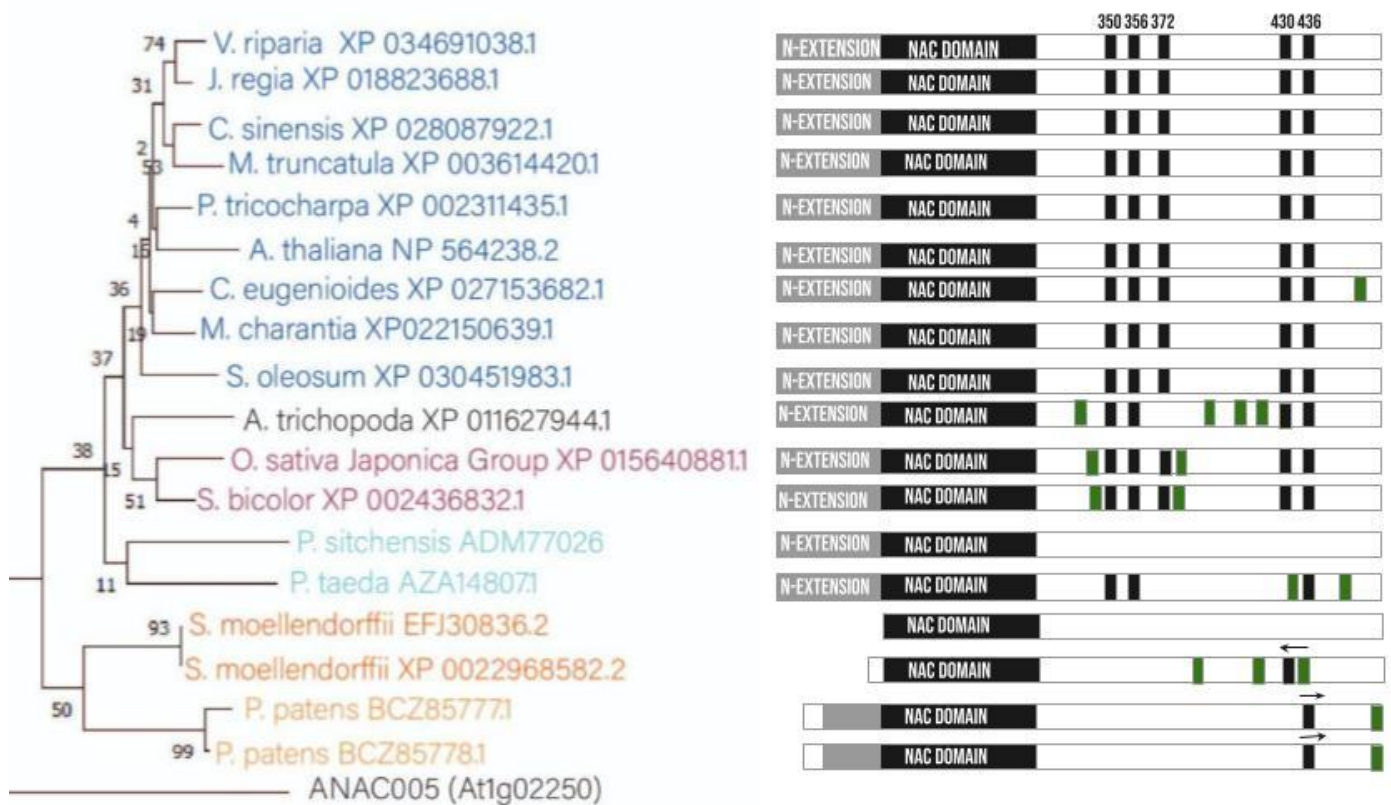 350 356 372 430 436
74 V. riparia XP 034691038.1 N-EXTENSION NAC DOMAIN
31 J. regia XP 018823688.1 N-EXTENSION NAC DOMAIN
C. sinensis XP 028087922.1 N-EXTENSION NAC DOMAIN
2
53 M. truncatula XP 003614420.1 N-EXTENSION NAC DOMAIN
P. tricocharpa XP 002311435.1 N-EXTENSION NAC DOMAIN
4
15 A. thaliana NP 564238.2 N-EXTENSION NAC DOMAIN
36 C. eugenioides XP 027153682.1 N-EXTENSION NAC DOMAIN
19 M. charantia XP022150639.1 N-EXTENSION NAC DOMAIN
37
S. oleosum XP 030451983.1 N-EXTENSION NAC DOMAIN
A. trichopoda XP 011627944.1 N-EXTENSION NAC DOMAIN
38
15 O. sativa Japonica Group XP 015640881.1 N-EXTENSION NAC DOMAIN
51 S. bicolor XP 002436832.1 N-EXTENSION NAC DOMAIN
P. sitchensis ADM77026 N-EXTENSION NAC DOMAIN
11 P. taeda AZA14807.1 N-EXTENSION NAC DOMAIN
93 S. moellendorffii EFJ30836.2 NAC DOMAIN
S. moellendorffii XP 0022968582.2 NAC DOMAIN
50 P. patens BCZ85777.1 NAC DOMAIN
99 P. patens BCZ85778.1 NAC DOMAIN
ANAC005 (At1g02250)